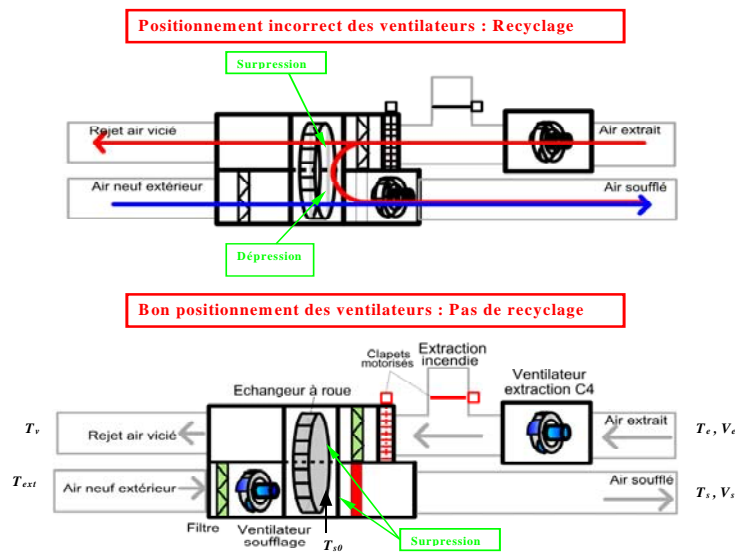 Positionnement incorrect des ventilateurs : Recyclage
Surpression
Rejet air vicié
Air extrait
Air neuf extérieur
Air soufflé
Dépression
Bon positionnement des ventilateurs : Pas de recyclage
Clapets
motorisés
Extraction
incendie
Ventilateur
extraction C4
Echangeur à roue
Tv
Rejet air vicié
Air extrait
Te , Ve
Text
Air neuf extérieur
Air soufflé
Ts , Vs
Filtre
Ventilateur
soufflage
Ts0
Surpression